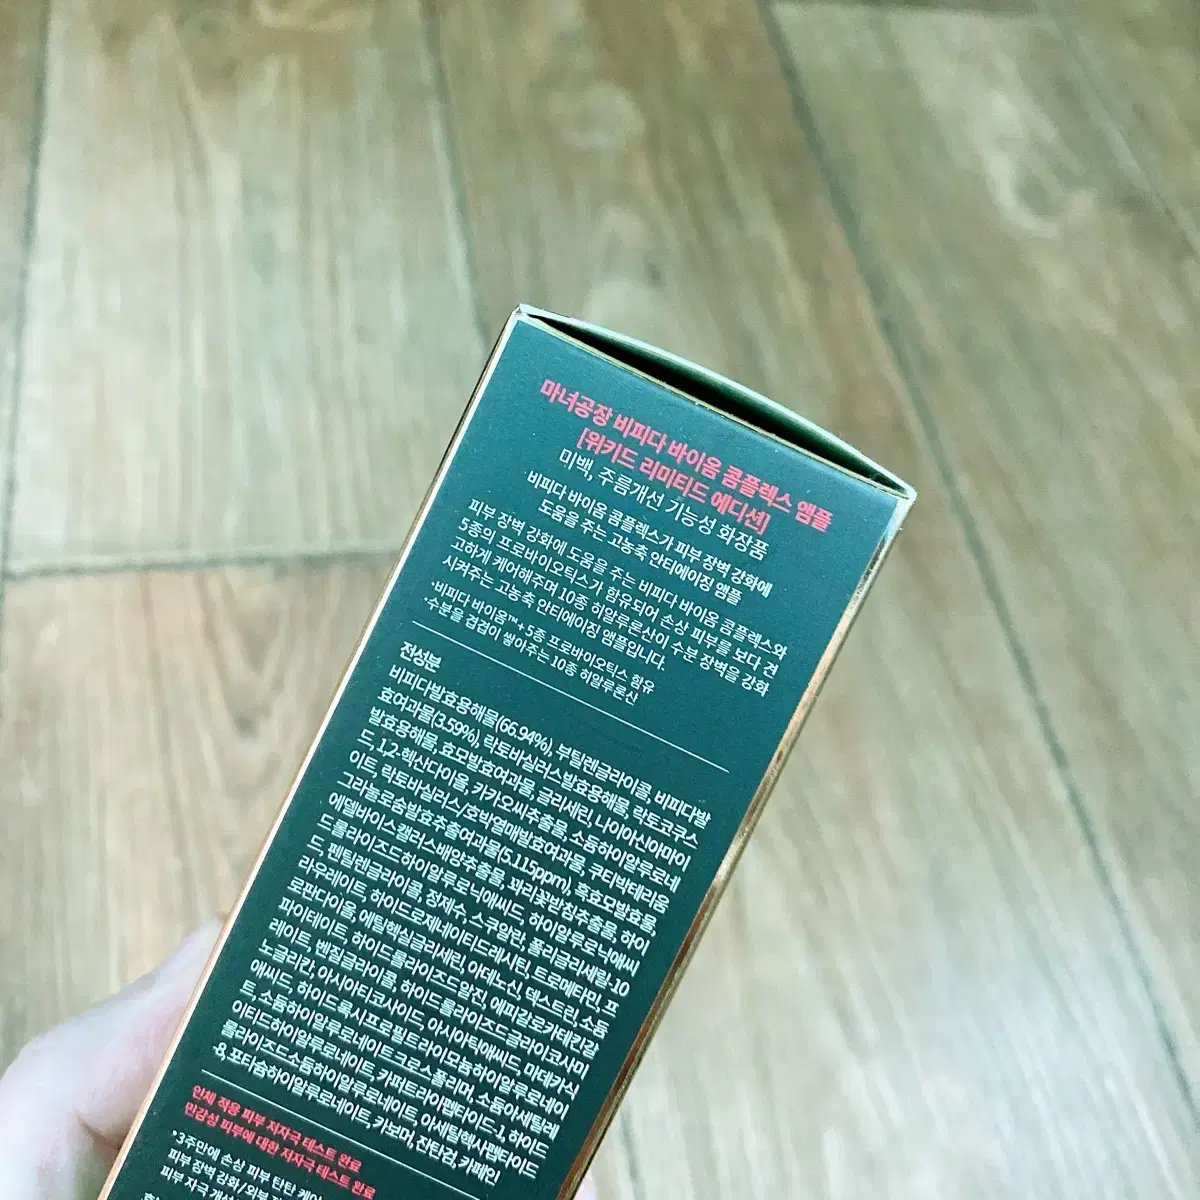 마녀공장 비피다 바이옴 콤플렉스 앰플
[위키드 리미티드 에디션]
미백, 주름개선 기능성 화장품
비피다 바이옴 콤플렉스가 피부 장벽 강화에
도움을 주는 고농축 안티에이징 앰플
피부 장벽 강화에 도움을 주는 비피다 바이옴 콤플렉스와
5종의 프로바이오틱스가 함유되어 손상 피부를 보다 견
고하게 케어해주며 10종 히알루론산이 수분 장벽을 강화
시켜주는 고농축 안티에이징 앰플입니다.
*비피다 바이옴™+ 5종 프로바이오틱스 함유
*수분을 겹겹이 쌓아주는 10종 히알루론산
전성분
비피다발효용해물(66.94%), 부틸렌글라이콜, 비피다발
효여과물(3.59%), 락토바실러스발효용해물, 락토코쿠스
발효용해물, 효모발효여과물, 글리세린, 나이아신아마이
드, 1,2-헥산다이올, 카카오씨추출물, 소듐하이알루로네
이트, 락토바실러스/호박열매발효여과물, 큐티박테리움
그라눌로숨발효추출여과물(5.115ppm), 흑효모발효물,
에델바이스캘러스배양추출물, 꽈리꽃받침추출물, 하이
드롤라이즈드하이알루로닉애씨드, 하이알루로닉애씨
드, 펜틸렌글라이콜, 정제수, 스쿠알란, 폴리글리세릴-10
라우레이트, 하이드로제네이티드레시틴, 트로메타민, 프
로판다이올, 에틸헥실글리세린, 아데노신, 덱스트린, 소듐
파이테이트, 하이드롤라이즈드알진, 에피갈로카테킨갈
레이트, 벤질글라이콜, 하이드롤라이즈드글라이코사미
노글리칸, 아시아티코사이드, 아시아틱애씨드, 마데카식
애씨드, 하이드록시프로필트라이모늄하이알루로네이
트, 소듐하이알루로네이트크로스폴리머, 소듐아세틸레
이티드하이알루로네이트, 카퍼트라이펩타이드-1, 하이드
롤라이즈드소듐하이알루로네이트, 아세틸헥사펩타이드
-8, 포타슘하이알루로네이트, 카보머, 잔탄검, 카페인
인체 적용 피부 저자극 테스트 완료
민감성 피부에 대한 저자극 테스트 완료
*3주만에 손상 피부 탄탄 케어
피부 장벽 강화/외부
피부 자극 개선